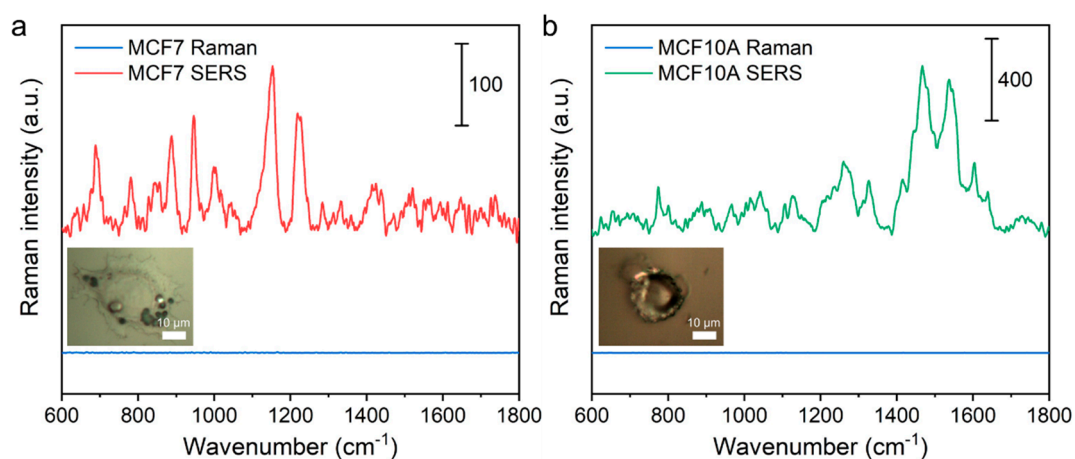 a
MCF7 Raman
MCF7 SERS
100
Raman intensity (a.u.)
10 μm
600 800 1000 1200 1400 1600 1800
Wavenumber (cm⁻¹)
b
MCF10A Raman
MCF10A SERS
400
Raman intensity (a.u.)
10 μm
600 800 1000 1200 1400 1600 1800
Wavenumber (cm⁻¹)